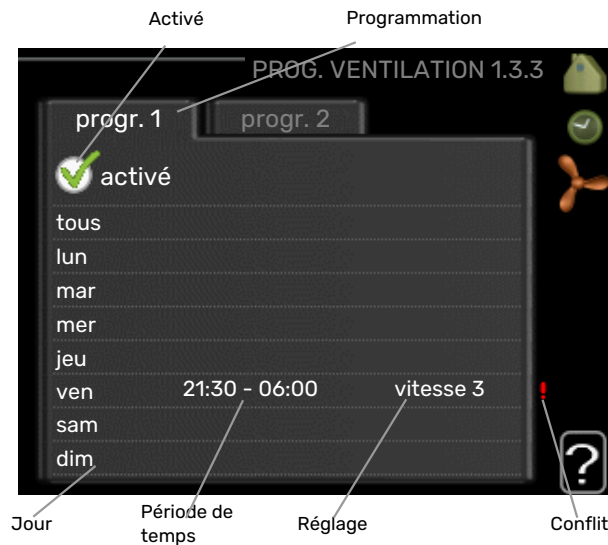 Activé
Programmation
PROG. VENTILATION 1.3.3
progr. 1
progr. 2
activé
tous
lun
mar
mer
jeu
ven 21:30 - 06:00 vitesse 3 !
sam
dim
?
Jour
Période de
temps
Réglage
Conflit